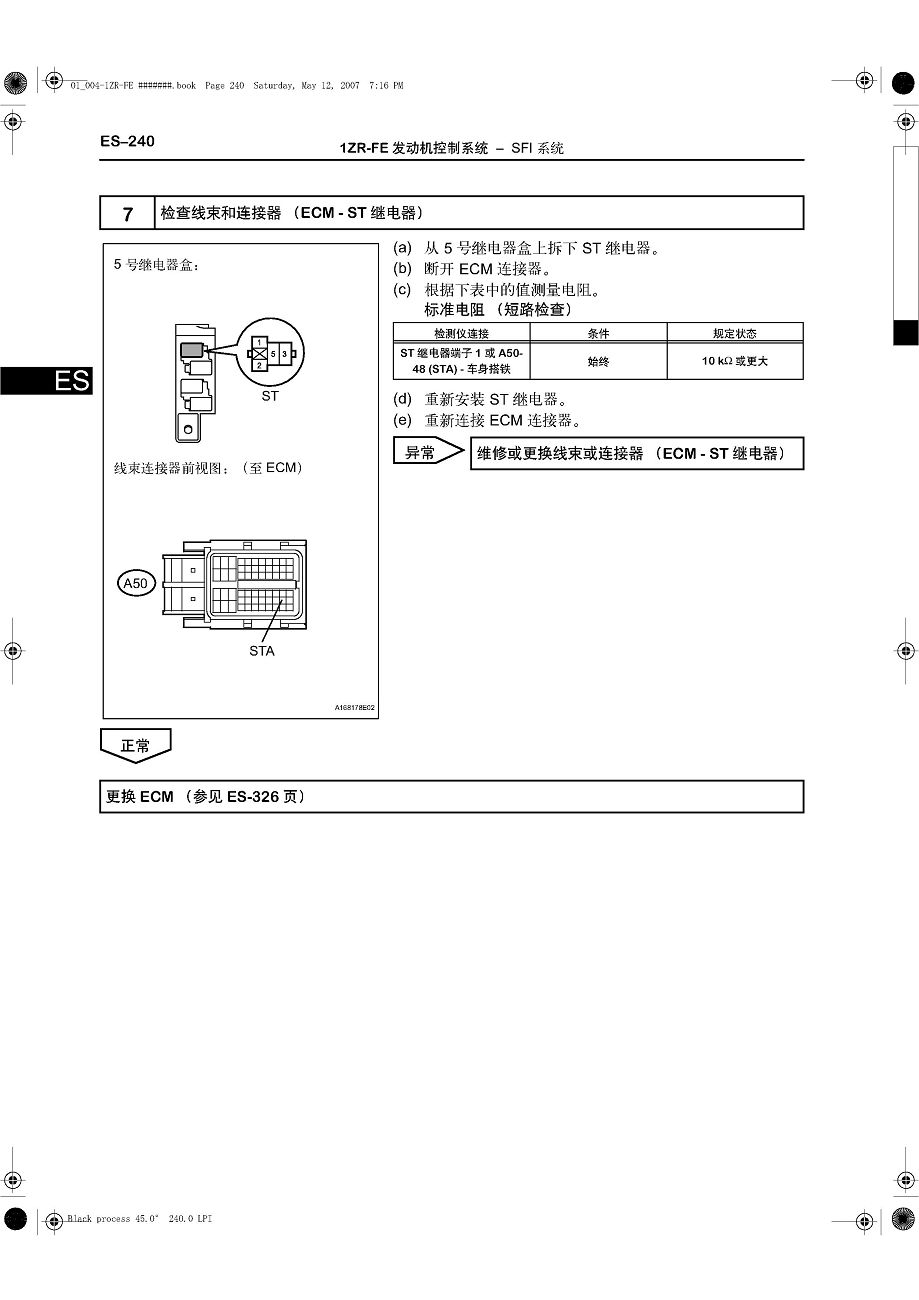 01_004-1ZR-FE #######.book Page 240 Saturday, May 12, 2007 7:16 PM
ES–240
1ZR-FE 发动机控制系统 – SFI 系统
7 检查线束和连接器 （ECM - ST 继电器）
5 号继电器盒：
1
5 3
2
ST
线束连接器前视图：（至 ECM）
A50
STA
A168178E02
(a) 从 5 号继电器盒上拆下 ST 继电器。
(b) 断开 ECM 连接器。
(c) 根据下表中的值测量电阻。
标准电阻 （短路检查）
检测仪连接 条件 规定状态
ST 继电器端子 1 或 A50-
48 (STA) - 车身搭铁 始终 10 kΩ 或更大
(d) 重新安装 ST 继电器。
(e) 重新连接 ECM 连接器。
异常 维修或更换线束或连接器 （ECM - ST 继电器）
ES
正常
更换 ECM （参见 ES-326 页）
Black process 45.0° 240.0 LPI